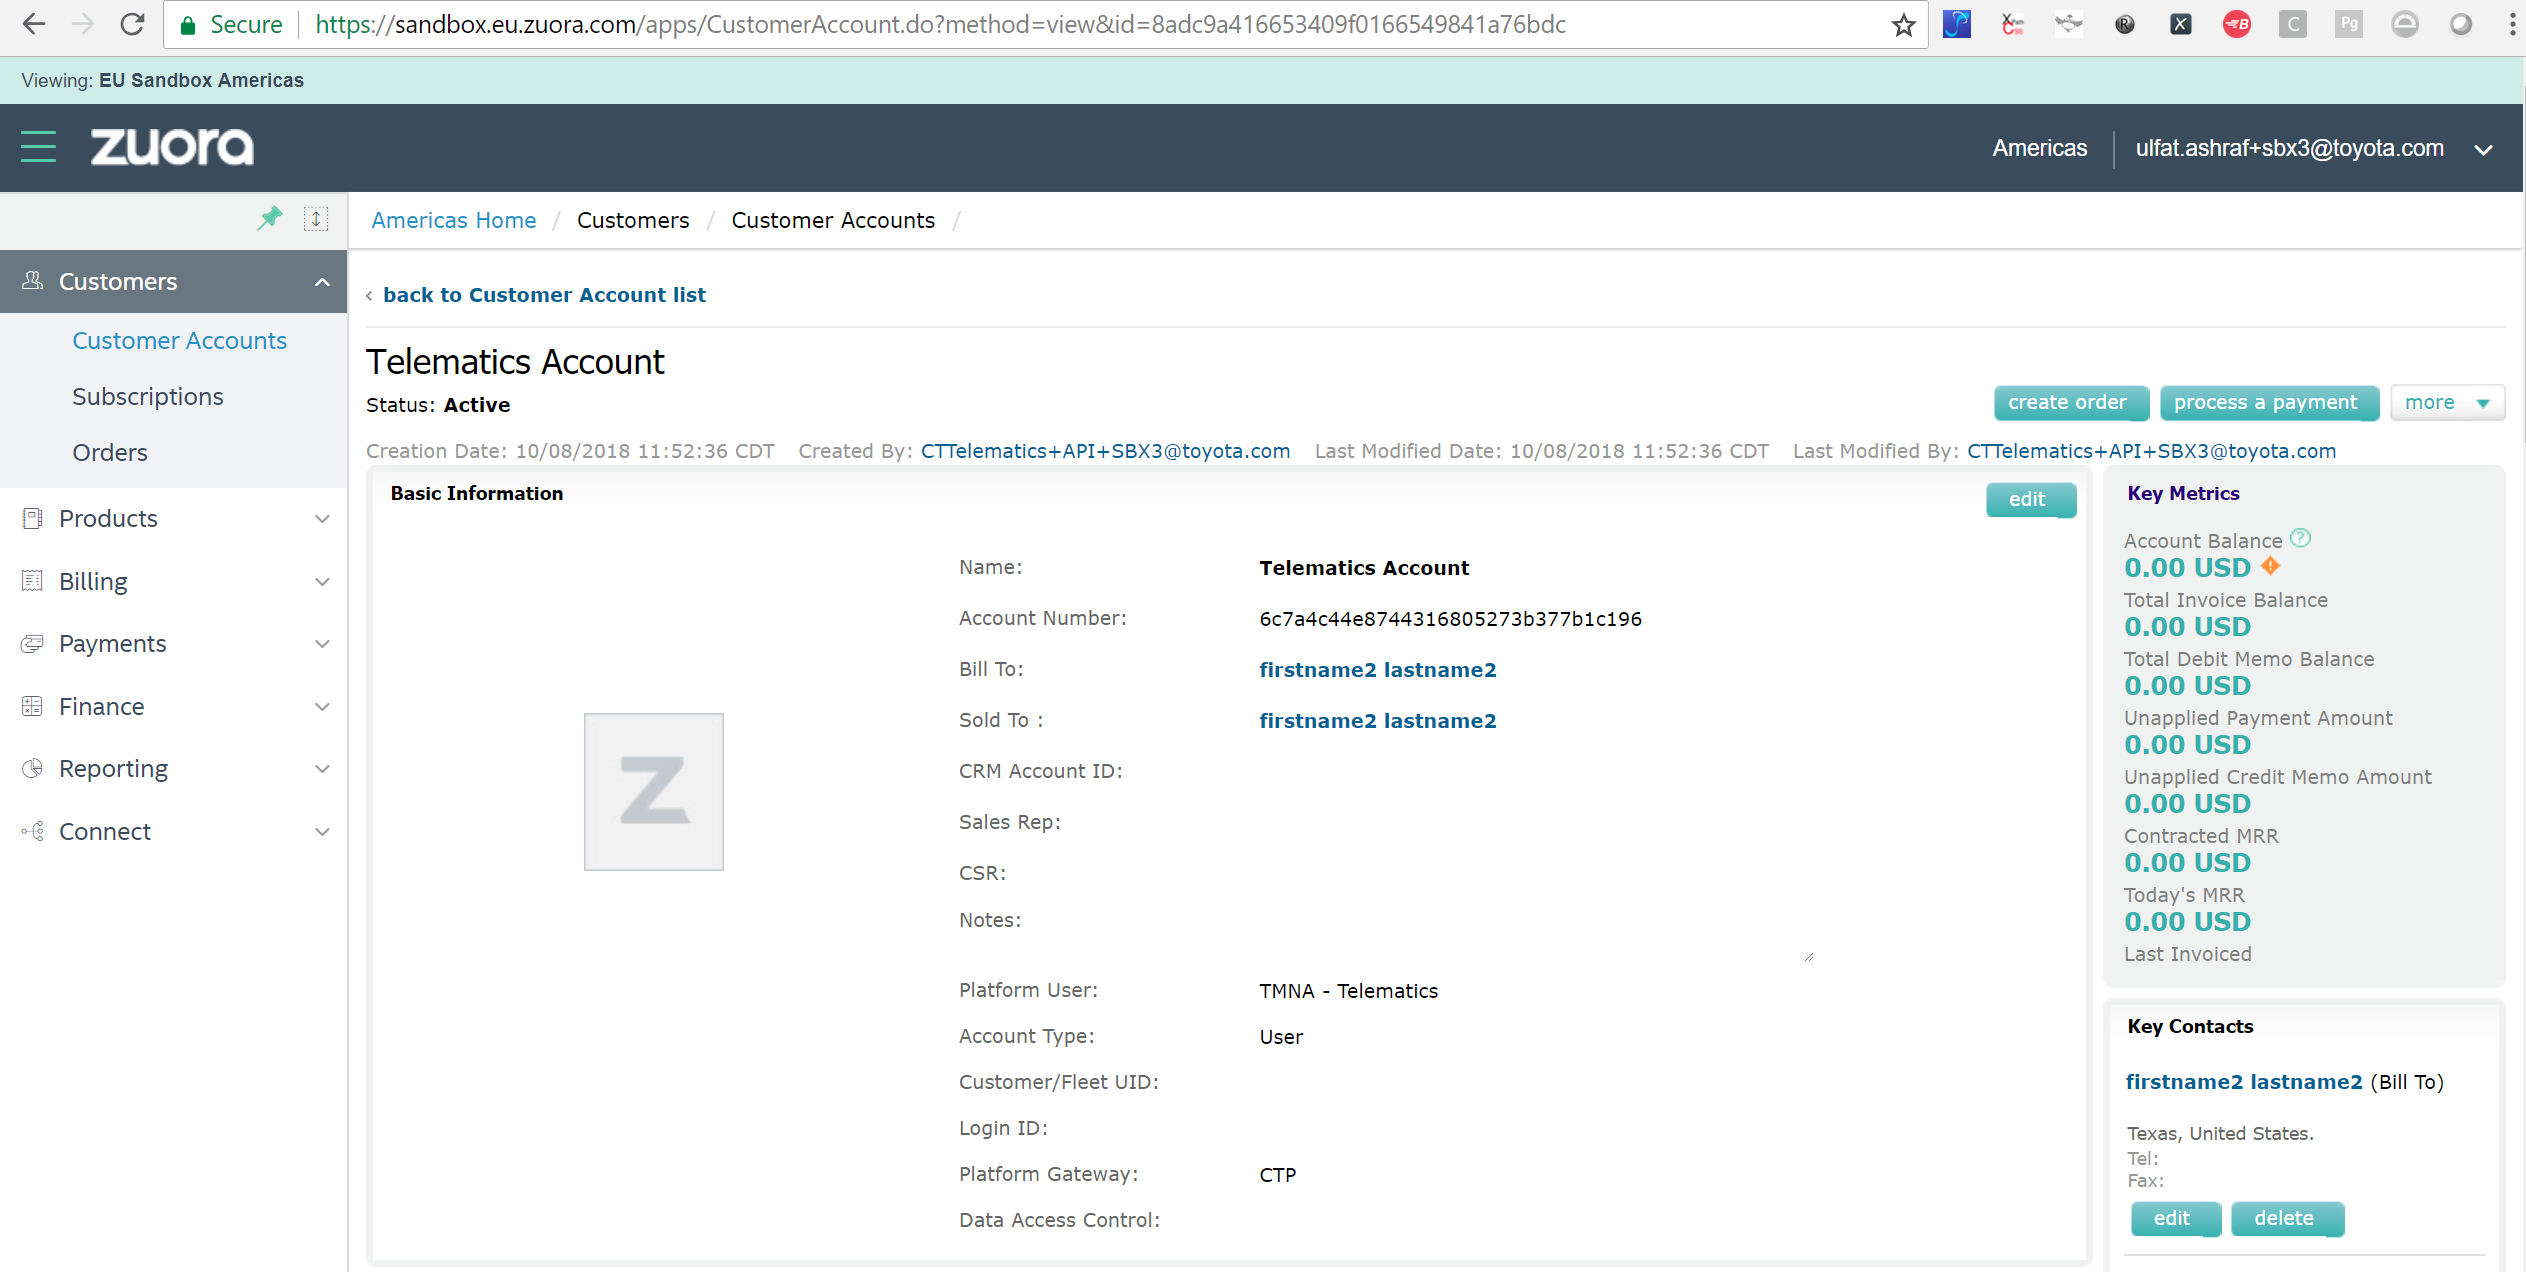 Secure https://sandbox.eu.zuora.com/apps/CustomerAccount.do?method=view&id=8adc9a416653409f0166549841a76bdc
Viewing: EU Sandbox Americas
zuora
Americas ulfat.ashraf+sbx3@toyota.com
Americas Home / Customers / Customer Accounts /
Customers
Customer Accounts
Subscriptions
Orders
Products
Billing
Payments
Finance
Reporting
Connect
‹ back to Customer Account list
Telematics Account
Status: Active
create order process a payment more
Creation Date: 10/08/2018 11:52:36 CDT Created By: CTTelematics+API+SBX3@toyota.com Last Modified Date: 10/08/2018 11:52:36 CDT Last Modified By: CTTelematics+API+SBX3@toyota.com
Basic Information
edit
Z
Name: Telematics Account
Account Number: 6c7a4c44e8744316805273b377b1c196
Bill To: firstname2 lastname2
Sold To : firstname2 lastname2
CRM Account ID:
Sales Rep:
CSR:
Notes:
Platform User: TMNA - Telematics
Account Type: User
Customer/Fleet UID:
Login ID:
Platform Gateway: CTP
Data Access Control:
Key Metrics
Account Balance ?
0.00 USD
Total Invoice Balance
0.00 USD
Total Debit Memo Balance
0.00 USD
Unapplied Payment Amount
0.00 USD
Unapplied Credit Memo Amount
0.00 USD
Contracted MRR
0.00 USD
Today's MRR
0.00 USD
Last Invoiced
Key Contacts
firstname2 lastname2 (Bill To)
Texas, United States.
Tel:
Fax:
edit delete